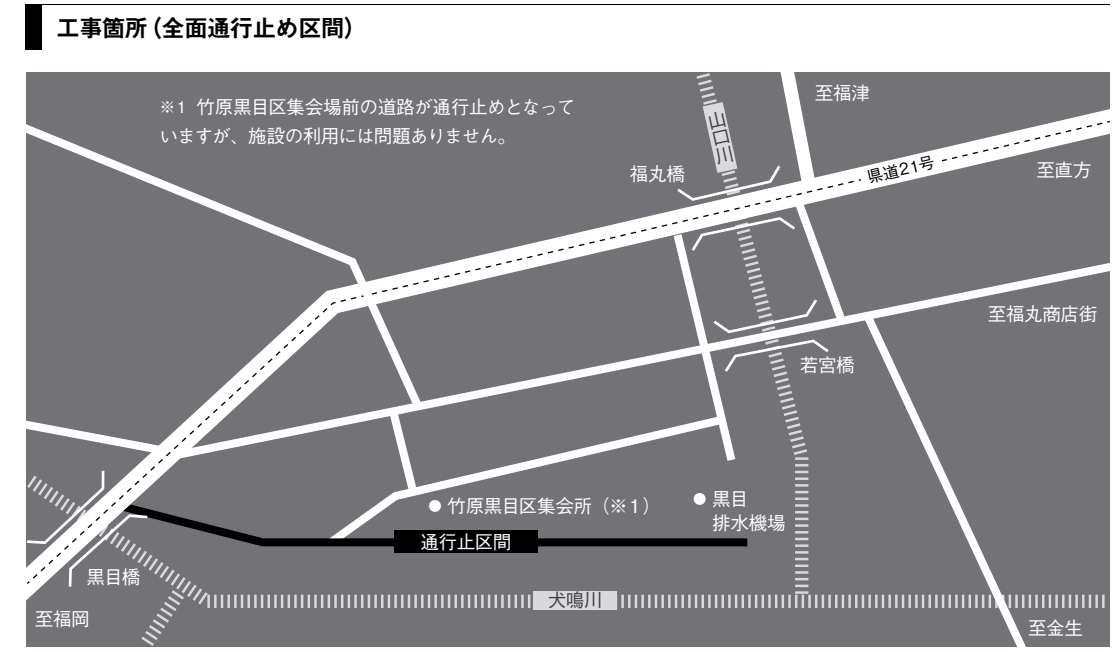 工事箇所（全面通行止め区間）
※1 竹原黒目区集会場前の道路が通行止めとなって
いますが、施設の利用には問題ありません。
至福津
山口川
福丸橋
県道21号
至直方
至福丸商店街
若宮橋
竹原黒目区集会所（※1）
黒目
排水機場
通行止区間
黒目橋
犬鳴川
至福岡
至金生